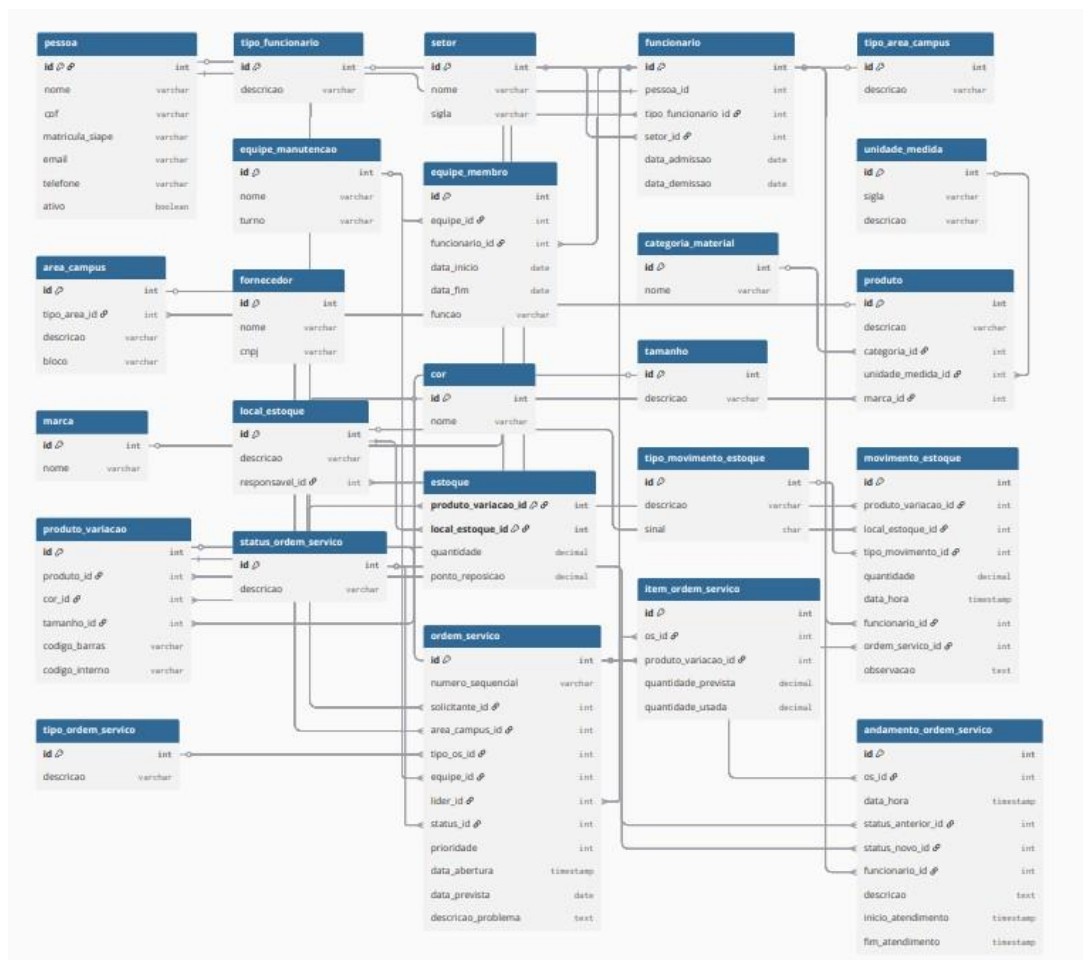 pessoa
id int
nome varchar
cpf varchar
matricula_siape varchar
email varchar
telefone varchar
ativo boolean
tipo_funcionario
id int
descricao varchar
setor
id int
nome varchar
sigla varchar
funcionario
id int
pessoa_id int
tipo_funcionario_id int
setor_id int
data_admissao date
data_demissao date
tipo_area_campus
id int
descricao varchar
equipe_manutencao
id int
nome varchar
turno varchar
equipe_membro
id int
equipe_id int
funcionario_id int
data_inicio date
data_fim date
funcao varchar
unidade_medida
id int
sigla varchar
descricao varchar
categoria_material
id int
nome varchar
area_campus
id int
tipo_area_id int
descricao varchar
bloco varchar
fornecedor
id int
nome varchar
cnpj varchar
produto
id int
descricao varchar
categoria_id int
unidade_medida_id int
marca_id int
tamanho
id int
descricao varchar
cor
id int
nome varchar
marca
id int
nome varchar
local_estoque
id int
descricao varchar
responsavel_id int
estoque
produto_variacao_id int
local_estoque_id int
quantidade decimal
ponto_reposicao decimal
tipo_movimento_estoque
id int
descricao varchar
sinal char
movimento_estoque
id int
produto_variacao_id int
local_estoque_id int
tipo_movimento_id int
quantidade decimal
data_hora timestamp
funcionario_id int
ordem_servico_id int
observacao text
produto_variacao
id int
produto_id int
cor_id int
tamanho_id int
codigo_barras varchar
codigo_interno varchar
status_ordem_servico
id int
descricao varchar
item_ordem_servico
id int
os_id int
produto_variacao_id int
quantidade_prevista decimal
quantidade_usada decimal
ordem_servico
id int
numero_sequencial varchar
solicitante_id int
area_campus_id int
tipo_os_id int
equipe_id int
lider_id int
status_id int
prioridade int
data_abertura timestamp
data_prevista date
descricao_problema text
tipo_ordem_servico
id int
descricao varchar
andamento_ordem_servico
id int
os_id int
data_hora timestamp
status_anterior_id int
status_novo_id int
funcionario_id int
descricao text
inicio_atendimento timestamp
fim_atendimento timestamp